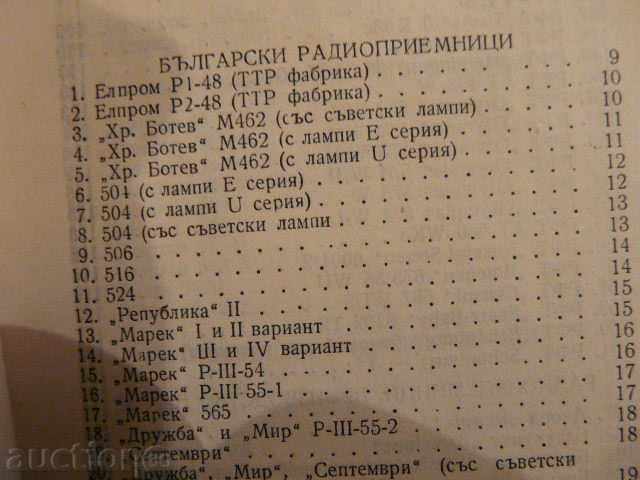 БЪЛГАРСКИ РАДИОПРИЕМНИЦИ
1. Елпром Р1-48 (ТТР фабрика) . . . . . . . . 9
2. Елпром Р2-48 (ТТР фабрика) . . . . . . . . 10
3. „Хр. Ботев“ М462 (със съветски лампи) . . . . 10
4. „Хр. Ботев“ М462 (с лампи Е серия) . . . . . 11
5. „Хр. Ботев“ М462 (с лампи U серия) . . . . . 11
6. 504 (с лампи Е серия) . . . . . . . . . . 12
7. 504 (с лампи U серия) . . . . . . . . . . 12
8. 504 (със съветски лампи . . . . . . . . . 13
9. 506 . . . . . . . . . . . . . . . . 13
10. 516 . . . . . . . . . . . . . . . . 14
11. 524 . . . . . . . . . . . . . . . . 14
12. „Република“ II . . . . . . . . . . . . 15
13. „Марек“ I и II вариант . . . . . . . . . 15
14. „Марек“ III и IV вариант . . . . . . . . 16
15. „Марек“ Р-III-54 . . . . . . . . . . . 16
16. „Марек“ Р-III-55-1 . . . . . . . . . . 17
17. „Марек“ 565 . . . . . . . . . . . . . 17
18. „Дружба“ и „Мир“ Р-III-55-2 . . . . . . . 18
„Септември“ . . . . . . . . . . . . . 18
20. „Дружба“, „Мир“, „Септември“ (със съветски
19
auction